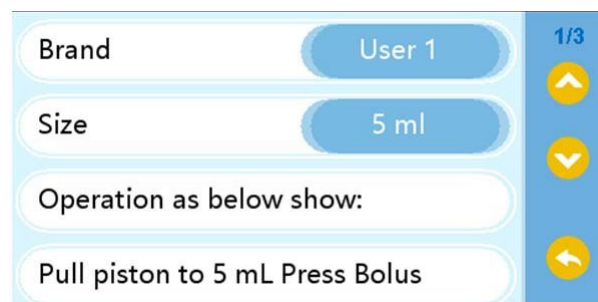 Brand
User 1
1/3
Size
5 ml
Operation as below show:
Pull piston to 5 mL Press Bolus